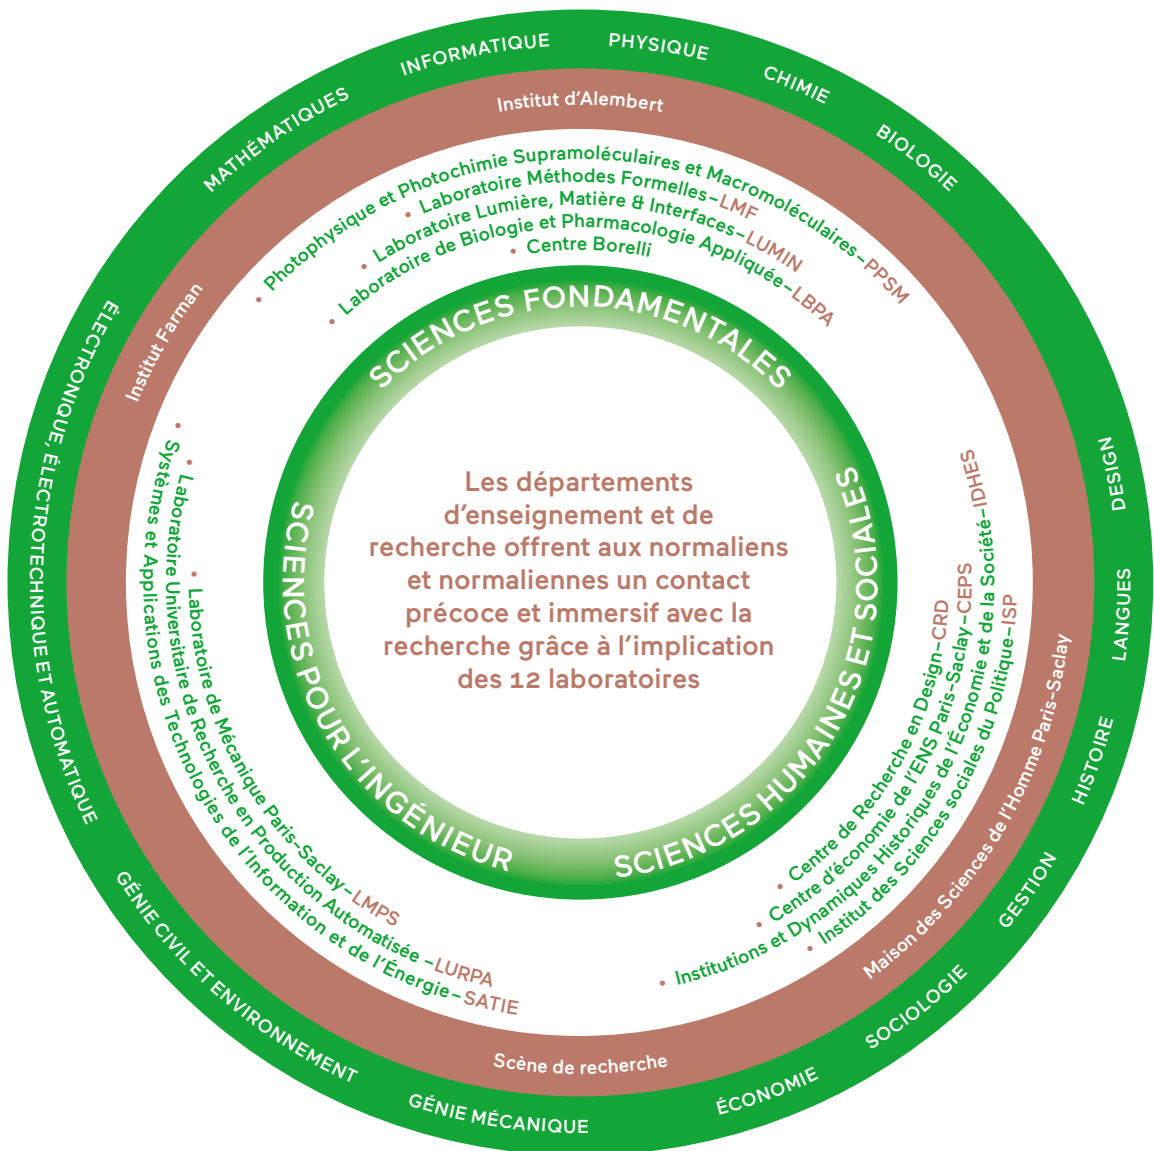 MATHÉMATIQUES
INFORMATIQUE
PHYSIQUE
CHIMIE
BIOLOGIE
DESIGN
LANGUES
HISTOIRE
GESTION
SOCIOLOGIE
ÉCONOMIE
GÉNIE MÉCANIQUE
GÉNIE CIVIL ET ENVIRONNEMENT
ÉLECTRONIQUE, ÉLECTROTECHNIQUE ET AUTOMATIQUE
Institut d'Alembert
Institut Farman
Maison des Sciences de l'Homme Paris-Saclay
Scène de recherche
• Photophysique et Photochimie Supramoléculaires et Macromoléculaires-PPSM
• Laboratoire Méthodes Formelles-LMF
• Laboratoire Lumière, Matière & Interfaces-LUMIN
• Laboratoire de Biologie et Pharmacologie Appliquée-LBPA
• Centre Borelli
SCIENCES FONDAMENTALES
• Centre de Recherche en Design-CRD
• Centre d'économie de l'ENS Paris-Saclay-CEPS
• Institutions et Dynamiques Historiques de l'Économie et de la Société-IDHES
• Institut des Sciences sociales du Politique-ISP
SCIENCES HUMAINES ET SOCIALES
• Laboratoire de Mécanique Paris-Saclay-LMPS
• Laboratoire Universitaire de Recherche en Production Automatisée -LURPA
• Systèmes et Applications des Technologies de l'Information et de l'Énergie-SATIE
SCIENCES POUR L'INGÉNIEUR
Les départements
d'enseignement et de
recherche offrent aux normaliens
et normaliennes un contact
précoce et immersif avec la
recherche grâce à l'implication
des 12 laboratoires